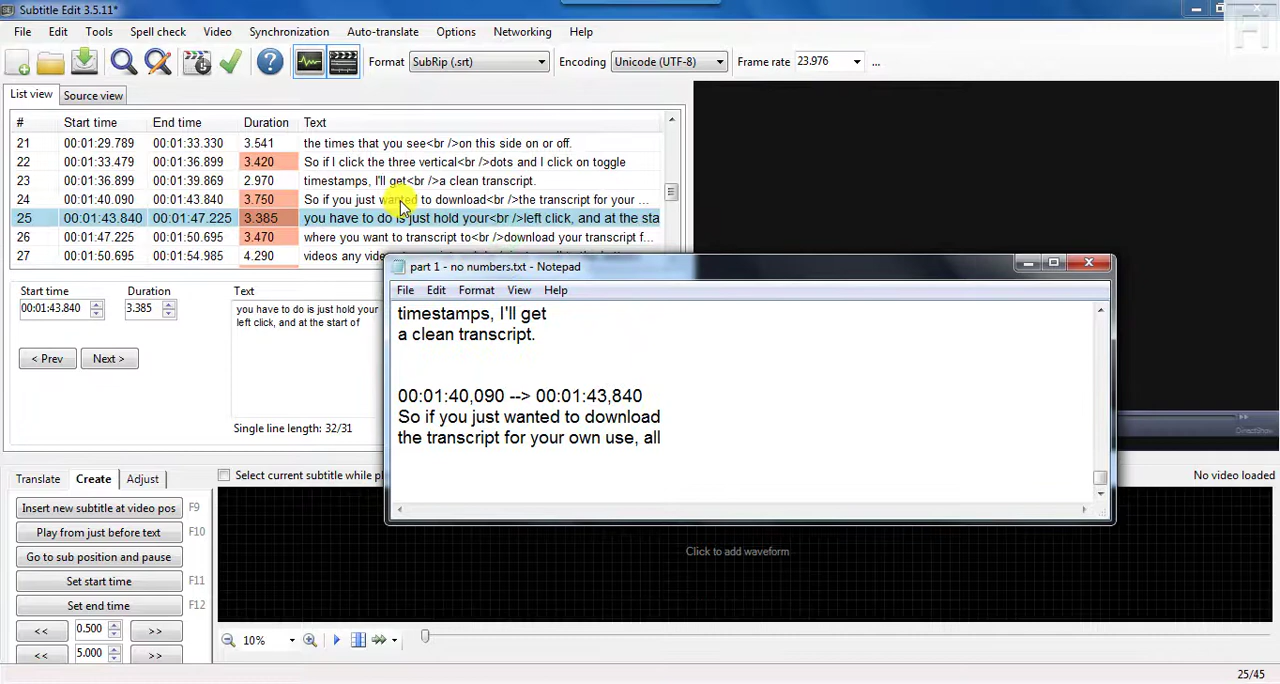 Subtitle Edit 3.5.11*
File Edit Tools Spell check Video Synchronization Auto-translate Options Networking Help
Format SubRip (.srt) Encoding Unicode (UTF-8) Frame rate 23.976 ...
List view Source view
# Start time End time Duration Text
21 00:01:29.789 00:01:33.330 3.541 the times that you see<br />on this side on or off.
22 00:01:33.479 00:01:36.899 3.420 So if I click the three vertical<br />dots and I click on toggle
23 00:01:36.899 00:01:39.869 2.970 timestamps, I'll get<br />a clean transcript.
24 00:01:40.090 00:01:43.840 3.750 So if you just wanted to download<br />the transcript for your ...
25 00:01:43.840 00:01:47.225 3.385 you have to do is just hold your<br />left click, and at the sta
26 00:01:47.225 00:01:50.695 3.470 where you want to transcript to<br />download your transcript f...
27 00:01:50.695 00:01:54.985 4.290
Start time Duration Text
00:01:43.840 3.385 you have to do is just hold your
left click, and at the start of
< Prev Next >
Single line length: 32/31
part 1 - no numbers.txt - Notepad
File Edit Format View Help
timestamps, I'll get
a clean transcript.
00:01:40,090 --> 00:01:43,840
So if you just wanted to download
the transcript for your own use, all
DirectShow
Translate Create Adjust Select current subtitle while pl No video loaded
Insert new subtitle at video pos F9
Play from just before text F10
Go to sub position and pause
Set start time F11
Set end time F12
<< 0.500 >>
<< 5.000 >>
Click to add waveform
10%
25/45